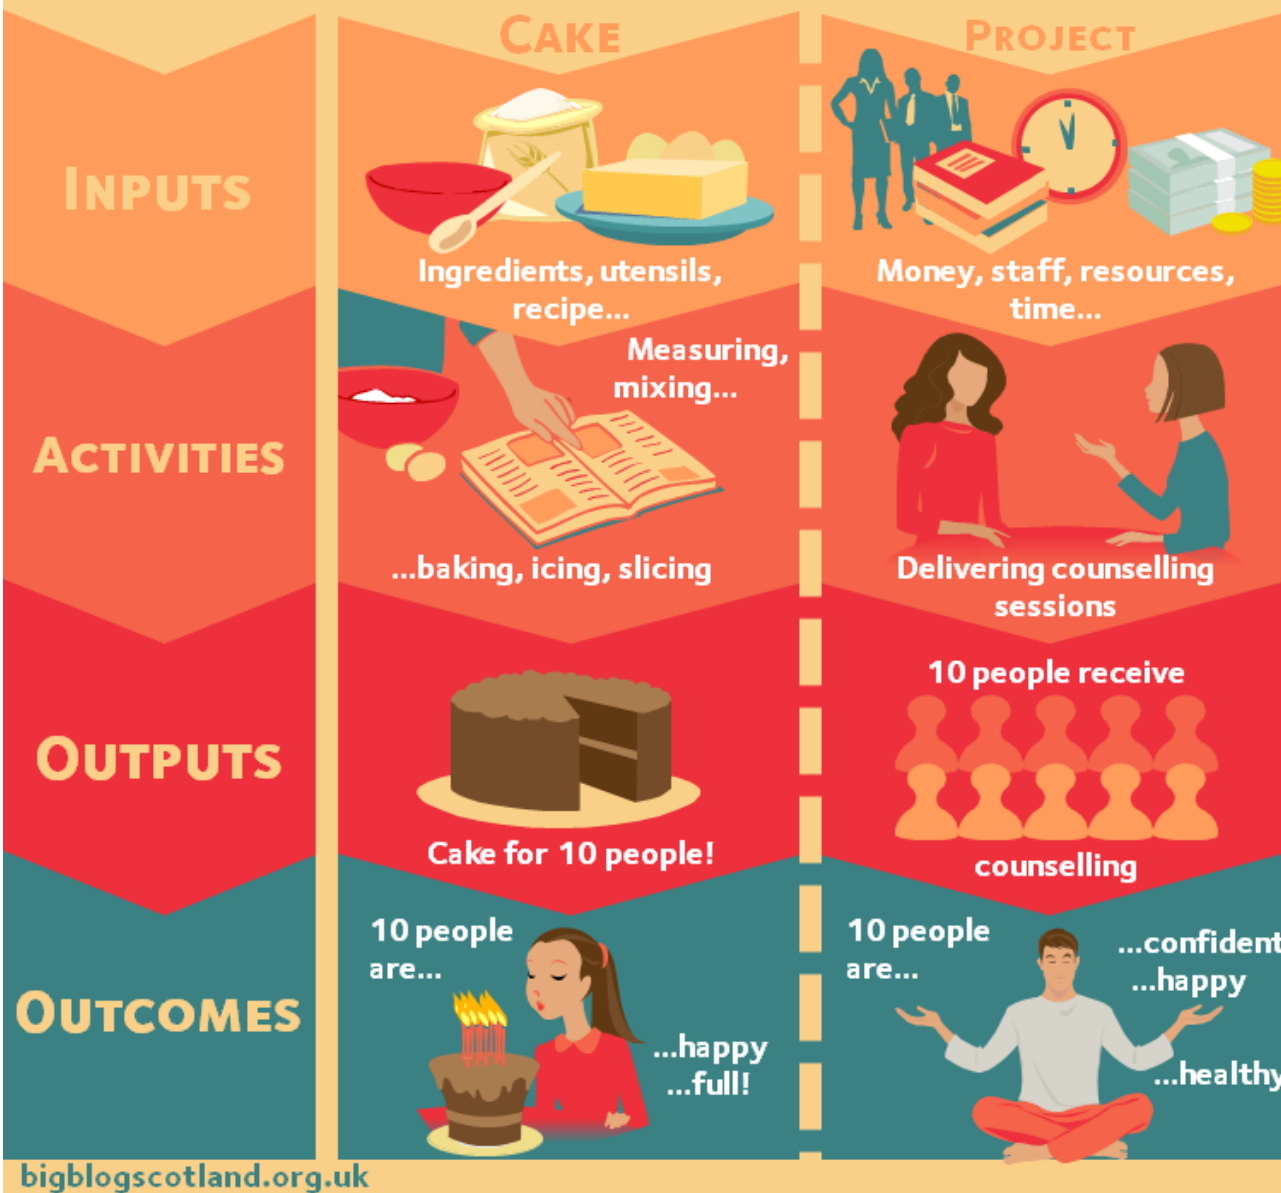 CAKE
PROJECT
INPUTS
Ingredients, utensils,
recipe...
Money, staff, resources,
time...
ACTIVITIES
Measuring,
mixing...
...baking, icing, slicing
Delivering counselling
sessions
OUTPUTS
Cake for 10 people!
10 people receive
counselling
OUTCOMES
10 people
are...
...happy
...full!
10 people
are...
...confident
...happy
...healthy
bigblogscotland.org.uk